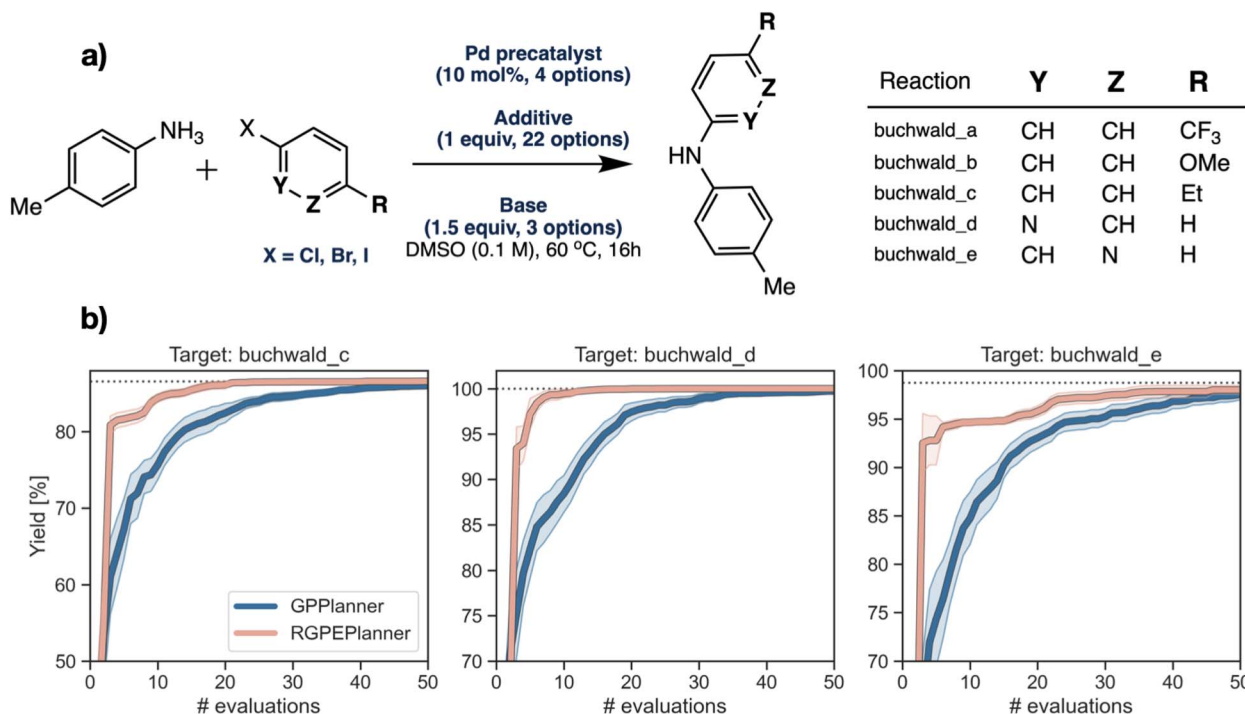 a)
Me
NH₃
+
X
Y
Z
R
X = Cl, Br, I
Pd precatalyst
(10 mol%, 4 options)
Additive
(1 equiv, 22 options)
Base
(1.5 equiv, 3 options)
DMSO (0.1 M), 60 °C, 16h
R
Z
Y
HN
Me
Reaction Y Z R
buchwald_a CH CH CF₃
buchwald_b CH CH OMe
buchwald_c CH CH Et
buchwald_d N CH H
buchwald_e CH N H
b)
Target: buchwald_c
Yield [%]
80
70
60
50
0 10 20 30 40 50
# evaluations
GPPlanner
RGPEPlanner
Target: buchwald_d
100
95
90
85
80
75
70
0 10 20 30 40 50
# evaluations
Target: buchwald_e
100
95
90
85
80
75
70
0 10 20 30 40 50
# evaluations